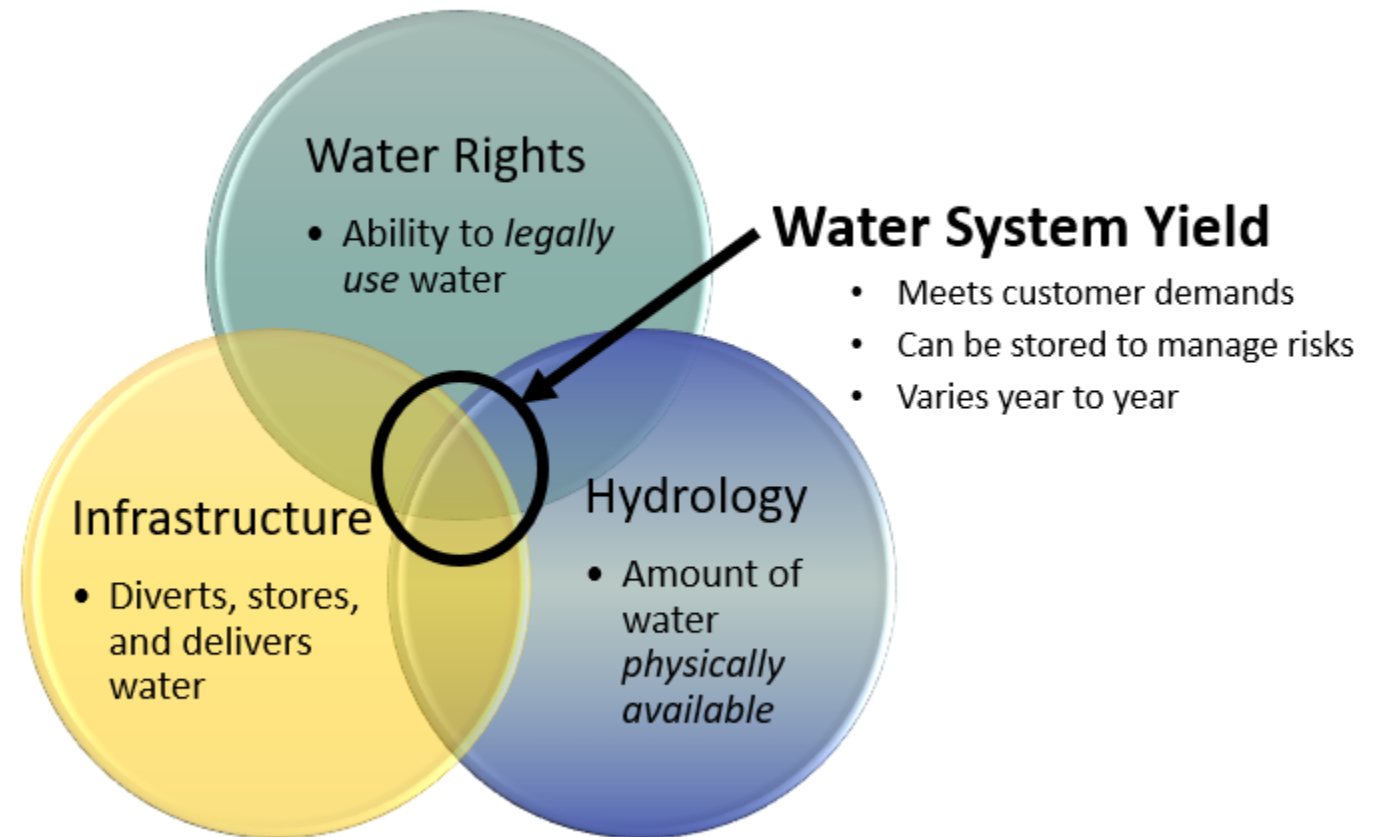 Water Rights
• Ability to legally
use water
Water System Yield
• Meets customer demands
• Can be stored to manage risks
• Varies year to year
Infrastructure
• Diverts, stores,
and delivers
water
Hydrology
• Amount of
water
physically
available